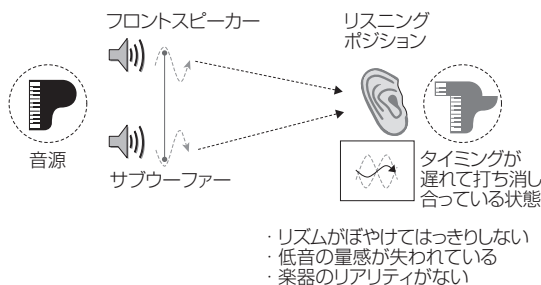 フロントスピーカー
リスニング
ポジション
音源
サブウーファー
タイミングが
遅れて打ち消し
合っている状態
・リズムがぼやけてはっきりしない
・低音の量感が失われている
・楽器のリアリティがない